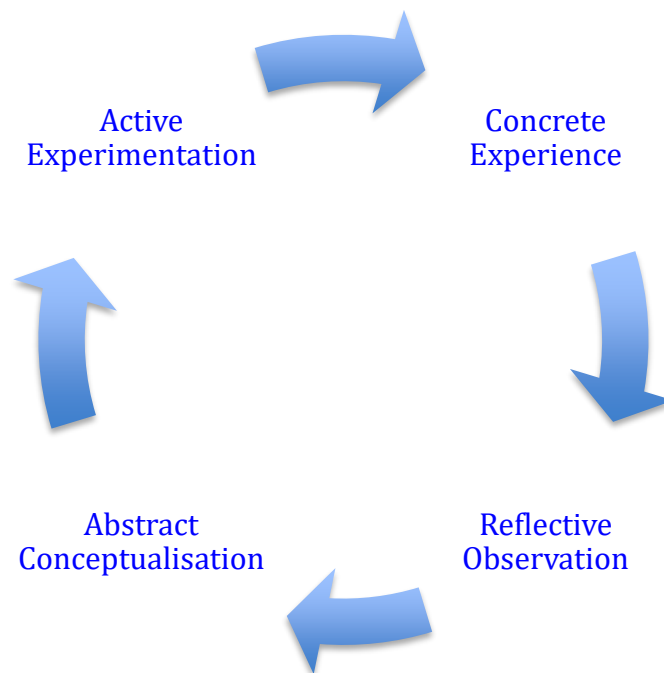 Active
Experimentation
Concrete
Experience
Abstract
Conceptualisation
Reflective
Observation